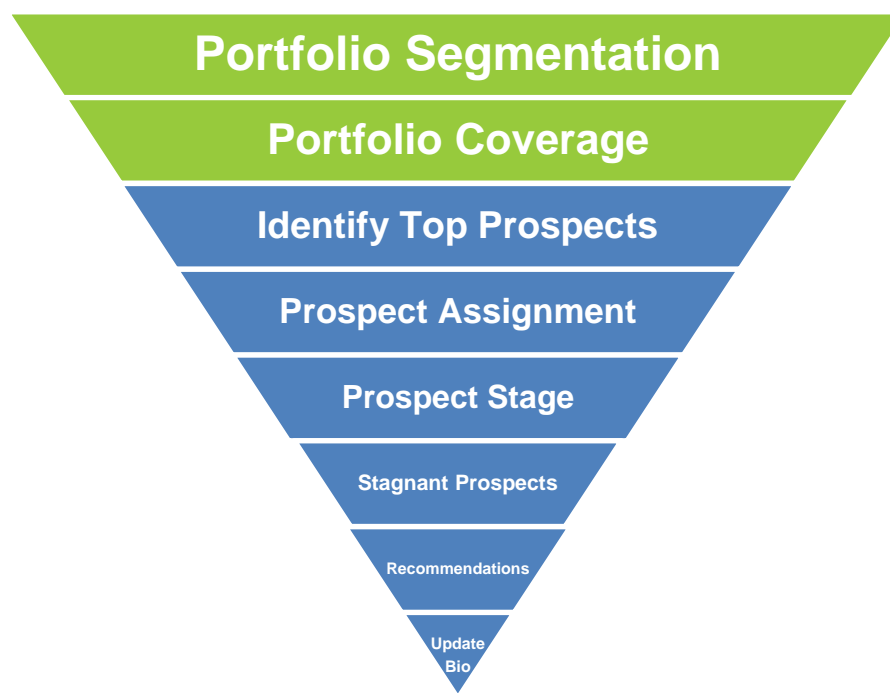 Portfolio Segmentation
Portfolio Coverage
Identify Top Prospects
Prospect Assignment
Prospect Stage
Stagnant Prospects
Recommendations
Update
Bio